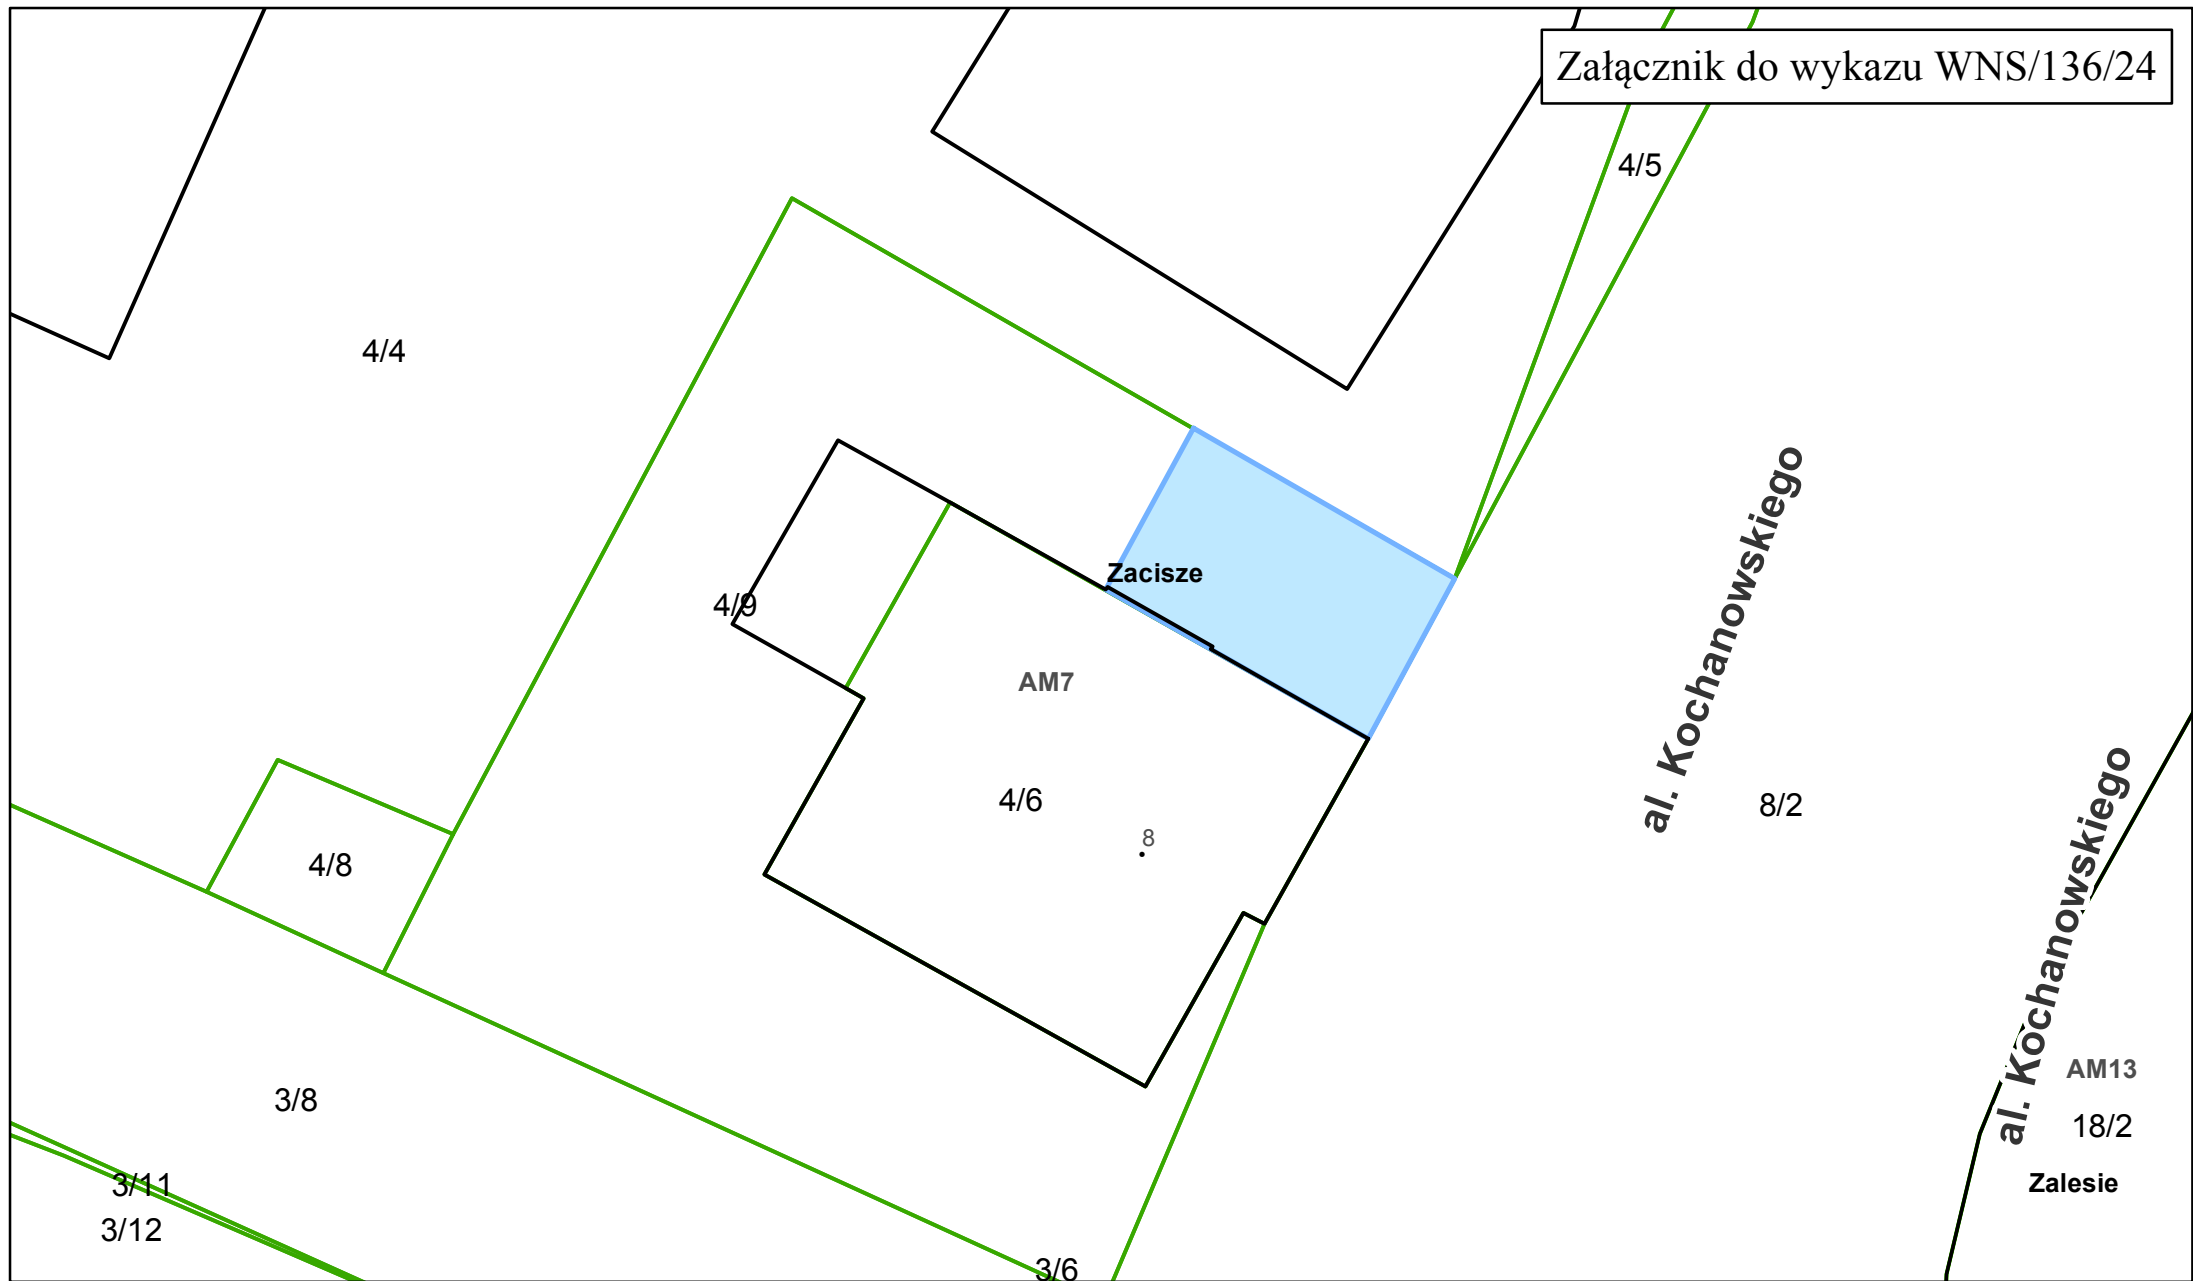 Załącznik do wykazu WNS/136/24
4/5
4/4
al. Kochanowskiego
Zacisze
4/9
AM7
4/6
8
8/2
al. Kochanowskiego
4/8
AM13
3/8
18/2
3/11
Zalesie
3/12
3/6